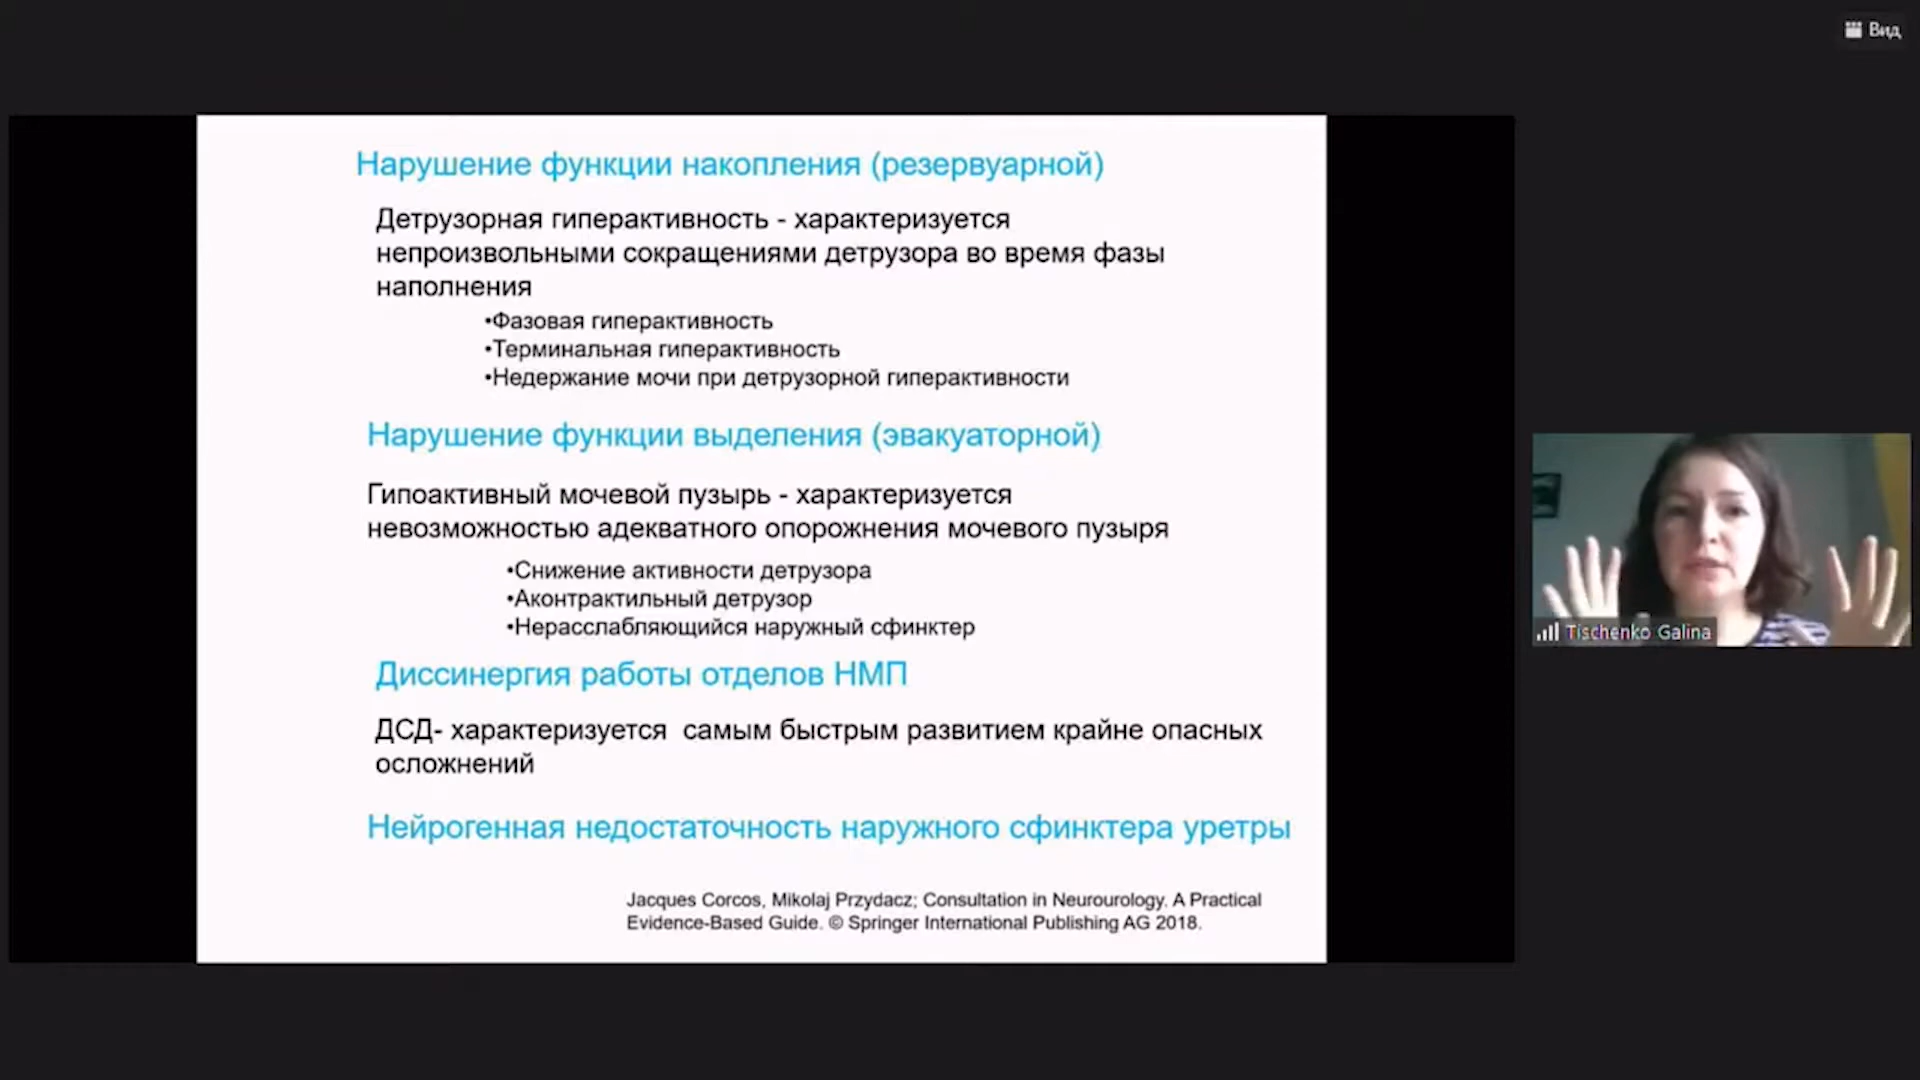 Вид
Нарушение функции накопления (резервуарной)
Детрузорная гиперактивность - характеризуется
непроизвольными сокращениями детрузора во время фазы
наполнения
•Фазовая гиперактивность
•Терминальная гиперактивность
•Недержание мочи при детрузорной гиперактивности
Нарушение функции выделения (эвакуаторной)
Гипоактивный мочевой пузырь - характеризуется
невозможностью адекватного опорожнения мочевого пузыря
•Снижение активности детрузора
•Аконтрактильный детрузор
•Нерасслабляющийся наружный сфинктер
Диссинергия работы отделов НМП
ДСД- характеризуется самым быстрым развитием крайне опасных
осложнений
Нейрогенная недостаточность наружного сфинктера уретры
Jacques Corcos, Mikolaj Przydacz; Consultation in Neurourology. A Practical
Evidence-Based Guide. © Springer International Publishing AG 2018.
Tischenko Galina